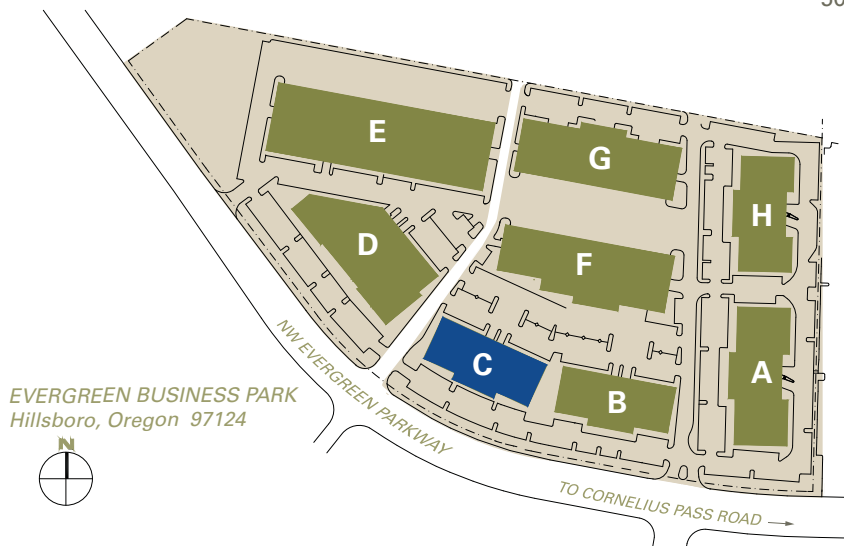 E
G
H
D
F
C
A
B
NW EVERGREEN PARKWAY
EVERGREEN BUSINESS PARK
Hillsboro, Oregon 97124
N
TO CORNELIUS PASS ROAD